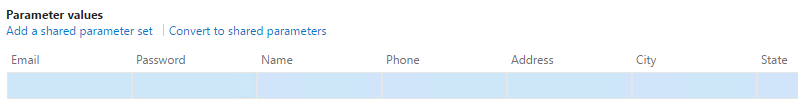 Parameter values
Add a shared parameter set | Convert to shared parameters
Email Password Name Phone Address City State